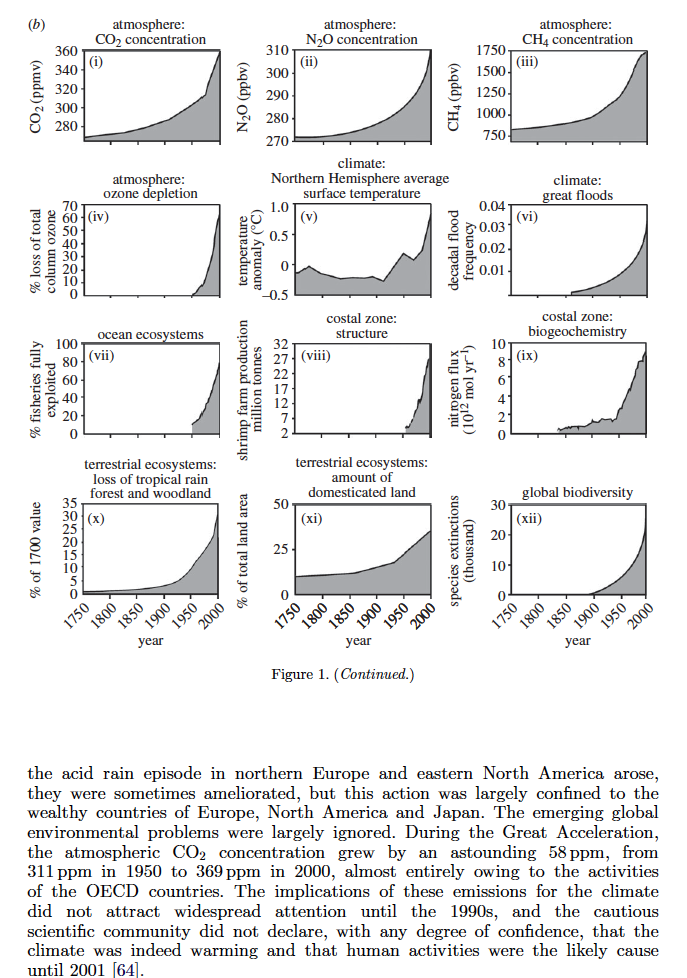 (b)
atmosphere:
CO₂ concentration
atmosphere:
N₂O concentration
atmosphere:
CH₄ concentration
CO₂ (ppmv)
360
340
320
300
280
(i)
N₂O (ppbv)
310
300
290
280
270
(ii)
CH₄ (ppbv)
1750
1500
1250
1000
750
(iii)
atmosphere:
ozone depletion
climate:
Northern Hemisphere average
surface temperature
climate:
great floods
% loss of total
column ozone
70
60
50
40
30
20
10
0
(iv)
temperature
anomaly (°C)
1.0
0.5
0
–0.5
(v)
decadal flood
frequency
0.04
0.03
0.02
0.01
(vi)
ocean ecosystems
costal zone:
structure
costal zone:
biogeochemistry
% fisheries fully
exploited
100
80
60
40
20
0
(vii)
shrimp farm production
million tonnes
32
27
22
17
12
7
2
(viii)
nitrogen flux
(10¹² mol yr⁻¹)
10
8
6
4
2
0
(ix)
terrestrial ecosystems:
loss of tropical rain
forest and woodland
terrestrial ecosystems:
amount of
domesticated land
global biodiversity
% of 1700 value
35
30
25
20
15
10
5
0
(x)
1750
1800
1850
1900
1950
2000
year
% of total land area
50
25
0
(xi)
1750
1800
1850
1900
1950
2000
year
species extinctions
(thousand)
30
20
10
0
(xii)
1750
1800
1850
1900
1950
2000
year
Figure 1. (Continued.)
the acid rain episode in northern Europe and eastern North America arose,
they were sometimes ameliorated, but this action was largely confined to the
wealthy countries of Europe, North America and Japan. The emerging global
environmental problems were largely ignored. During the Great Acceleration,
the atmospheric CO₂ concentration grew by an astounding 58 ppm, from
311 ppm in 1950 to 369 ppm in 2000, almost entirely owing to the activities
of the OECD countries. The implications of these emissions for the climate
did not attract widespread attention until the 1990s, and the cautious
scientific community did not declare, with any degree of confidence, that the
climate was indeed warming and that human activities were the likely cause
until 2001 [64].